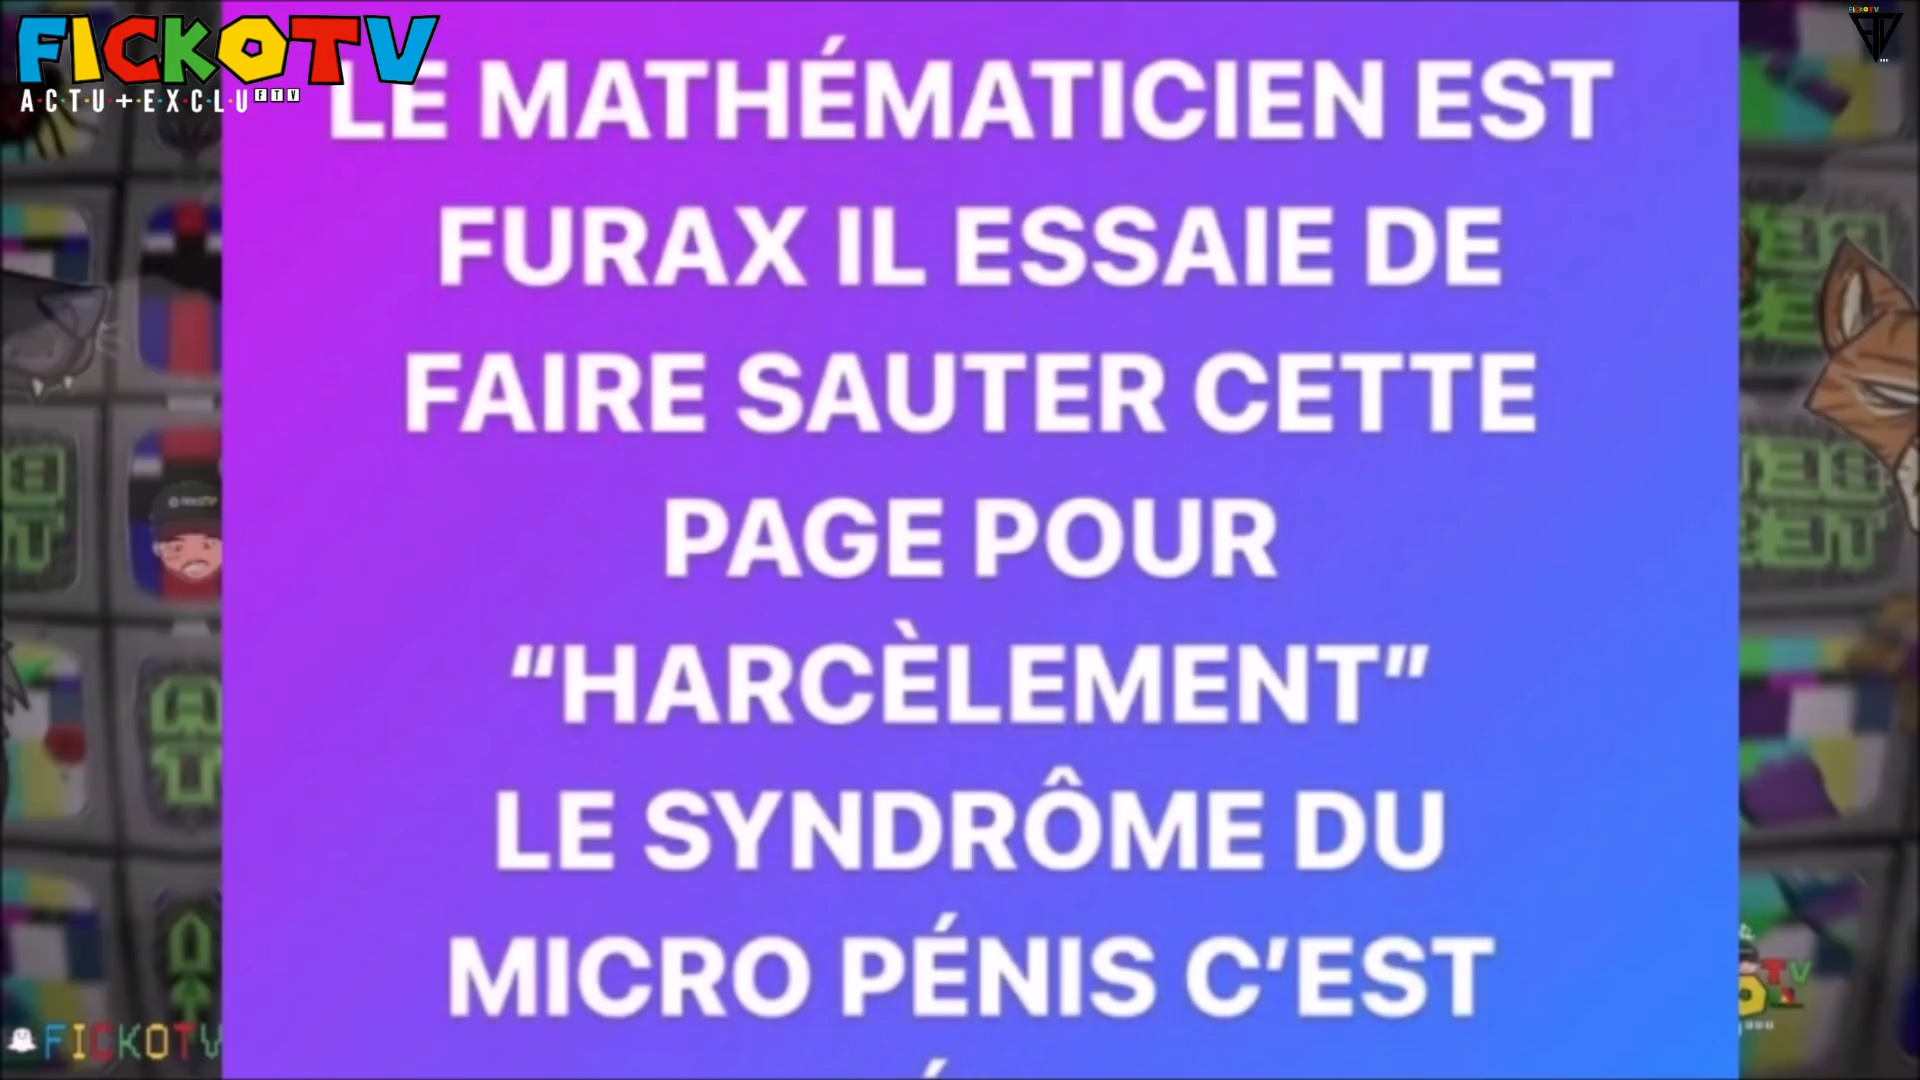 FICKOTV
ACTU+EXCLU FTV
LE MATHÉMATICIEN EST
FURAX IL ESSAIE DE
FAIRE SAUTER CETTE
PAGE POUR
“HARCÈLEMENT”
LE SYNDRÔME DU
MICRO PÉNIS C’EST
FICKOTV